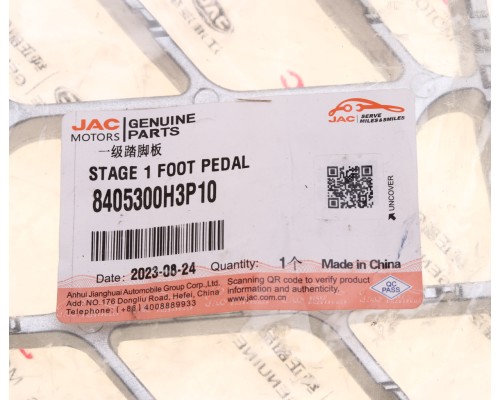 JAC MOTORS GENUINE PARTS
JAC SERVE MILES & SMILES
一级踏脚板
STAGE 1 FOOT PEDAL
8405300H3P10
UNCOVER
Date: 2023-08-24 Quantity: 1个 Made in China
Anhui Jianghuai Automobile Group Corp.,Ltd.
Add: NO.176 Dongliu Road, Hefei, China
Telephone: (+86) 4008889933
Scanning QR code to verify product
information and authenticity.
www.jac.com.cn
QC PASS